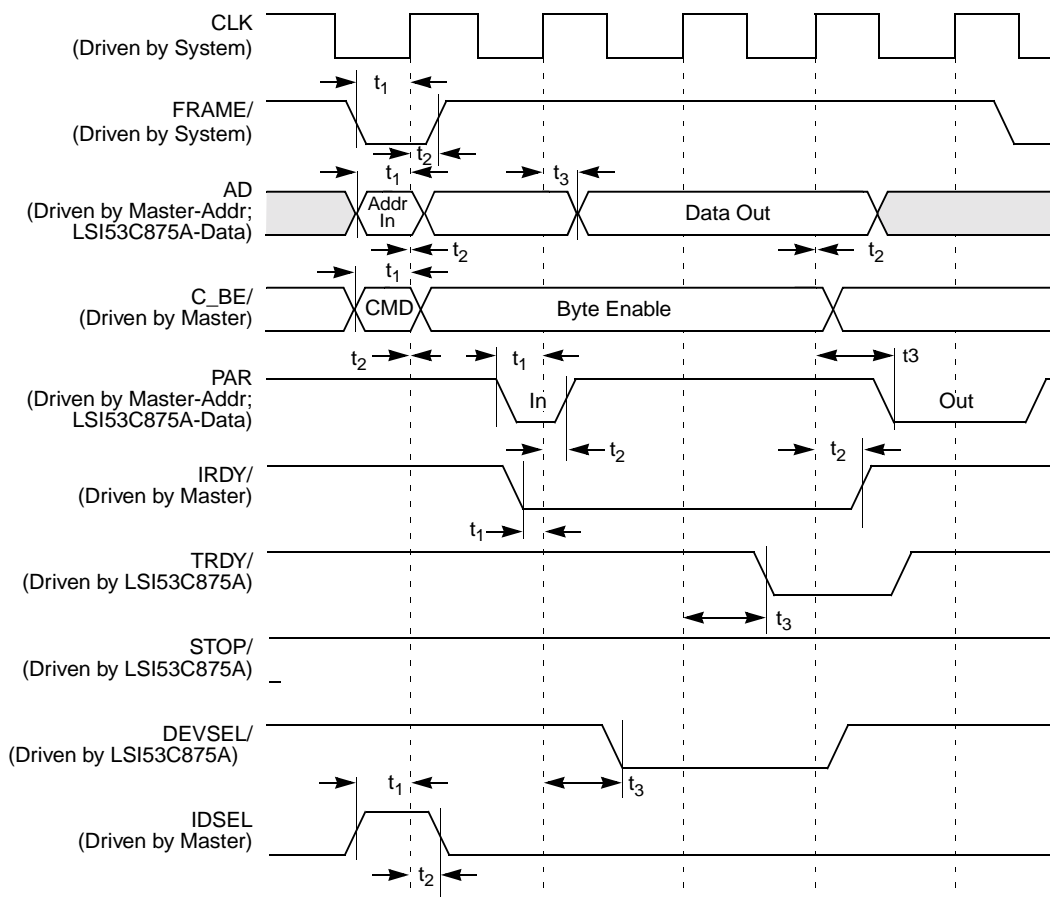 CLK
(Driven by System)
t1
FRAME/
(Driven by System)
t2
t1
t3
AD
(Driven by Master-Addr;
LSI53C875A-Data)
Addr
In
Data Out
t2
t2
t1
C_BE/
(Driven by Master)
CMD
Byte Enable
t2
t1
t3
PAR
(Driven by Master-Addr;
LSI53C875A-Data)
In
Out
t2
t2
IRDY/
(Driven by Master)
t1
TRDY/
(Driven by LSI53C875A)
t3
STOP/
(Driven by LSI53C875A)
DEVSEL/
(Driven by LSI53C875A)
t1
t3
IDSEL
(Driven by Master)
t2